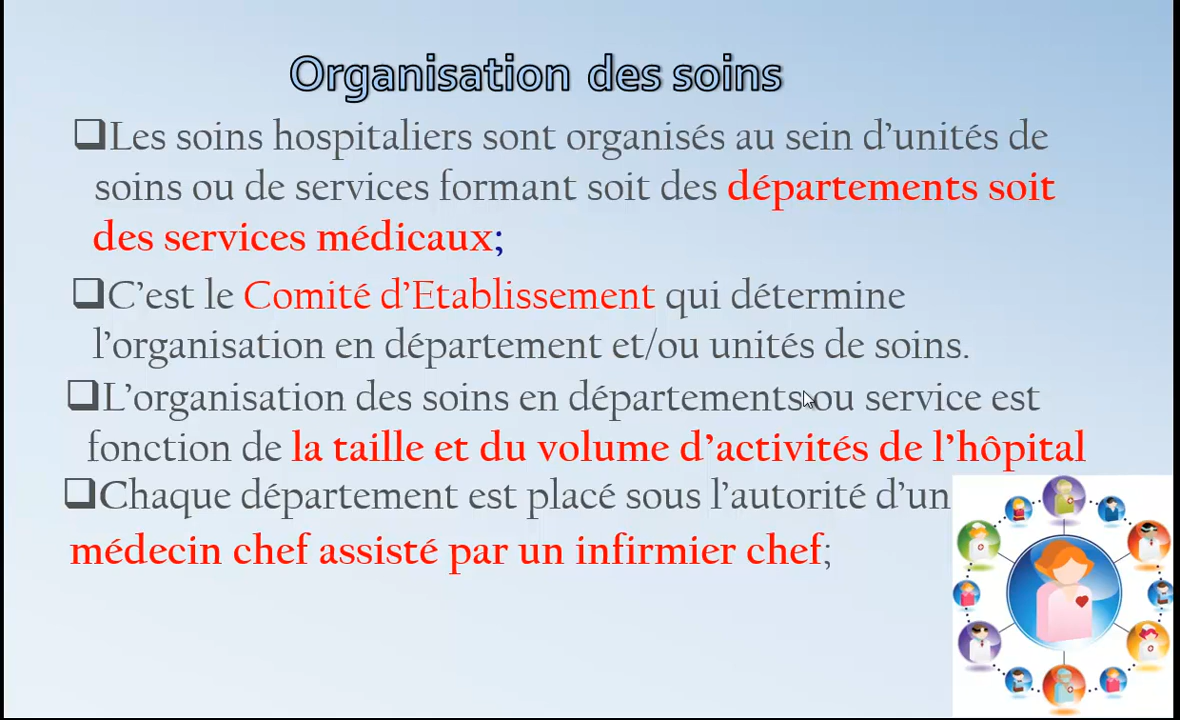 Organisation des soins
❑Les soins hospitaliers sont organisés au sein d'unités de
soins ou de services formant soit des départements soit
des services médicaux;
❑C'est le Comité d'Etablissement qui détermine
l'organisation en département et/ou unités de soins.
❑L'organisation des soins en départements ou service est
fonction de la taille et du volume d'activités de l'hôpital
❑Chaque département est placé sous l'autorité d'un
médecin chef assisté par un infirmier chef;